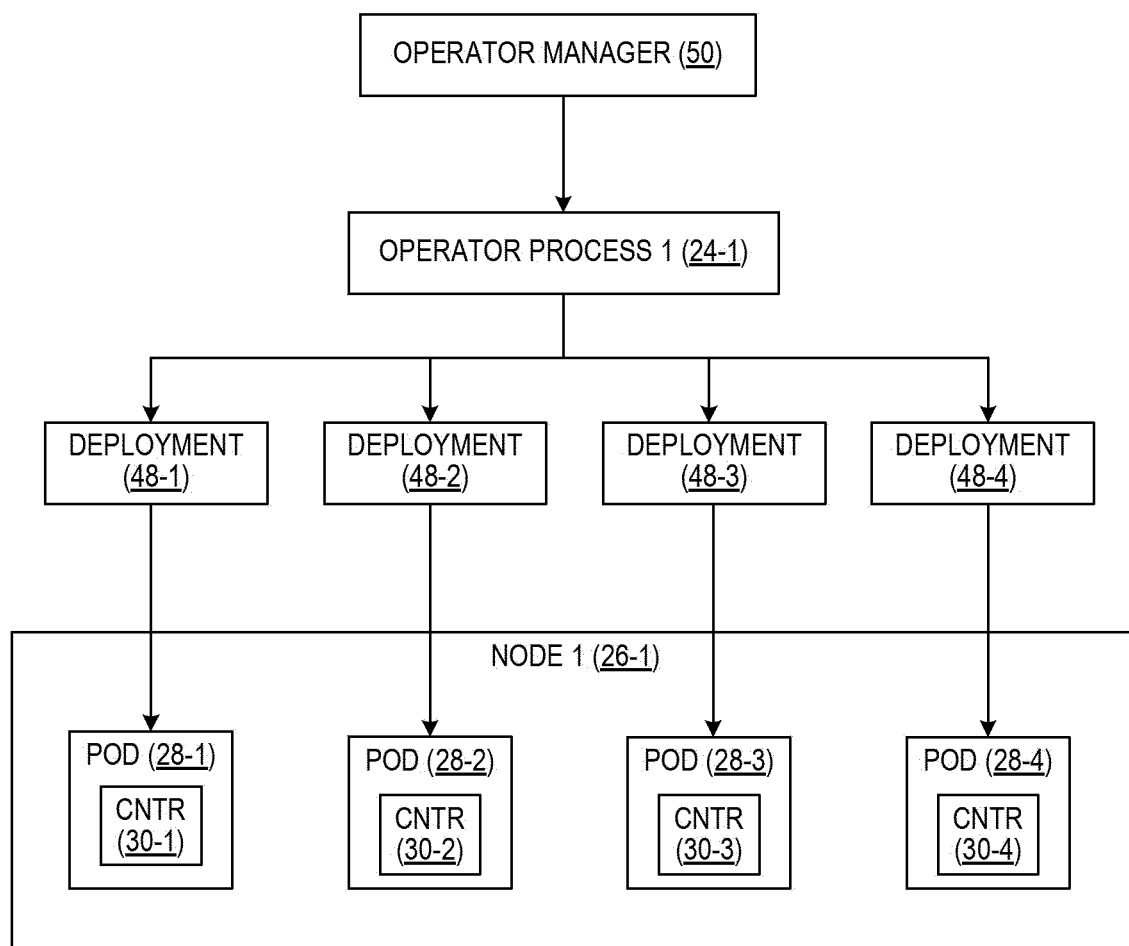 OPERATOR MANAGER (50)
OPERATOR PROCESS 1 (24-1)
DEPLOYMENT
(48-1)
DEPLOYMENT
(48-2)
DEPLOYMENT
(48-3)
DEPLOYMENT
(48-4)
NODE 1 (26-1)
POD (28-1)
CNTR
(30-1)
POD (28-2)
CNTR
(30-2)
POD (28-3)
CNTR
(30-3)
POD (28-4)
CNTR
(30-4)